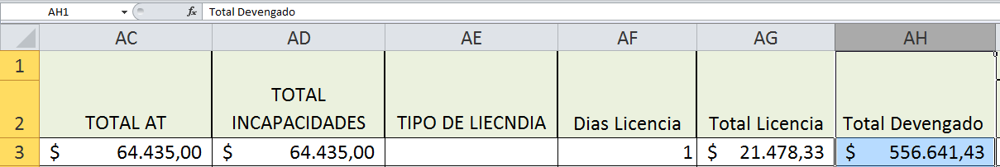 AH1 fx Total Devengado
AC AD AE AF AG AH
1
TOTAL
2 TOTAL AT INCAPACIDADES TIPO DE LIECNDIA Dias Licencia Total Licencia Total Devengado
3 $ 64.435,00 $ 64.435,00 1 $ 21.478,33 $ 556.641,43